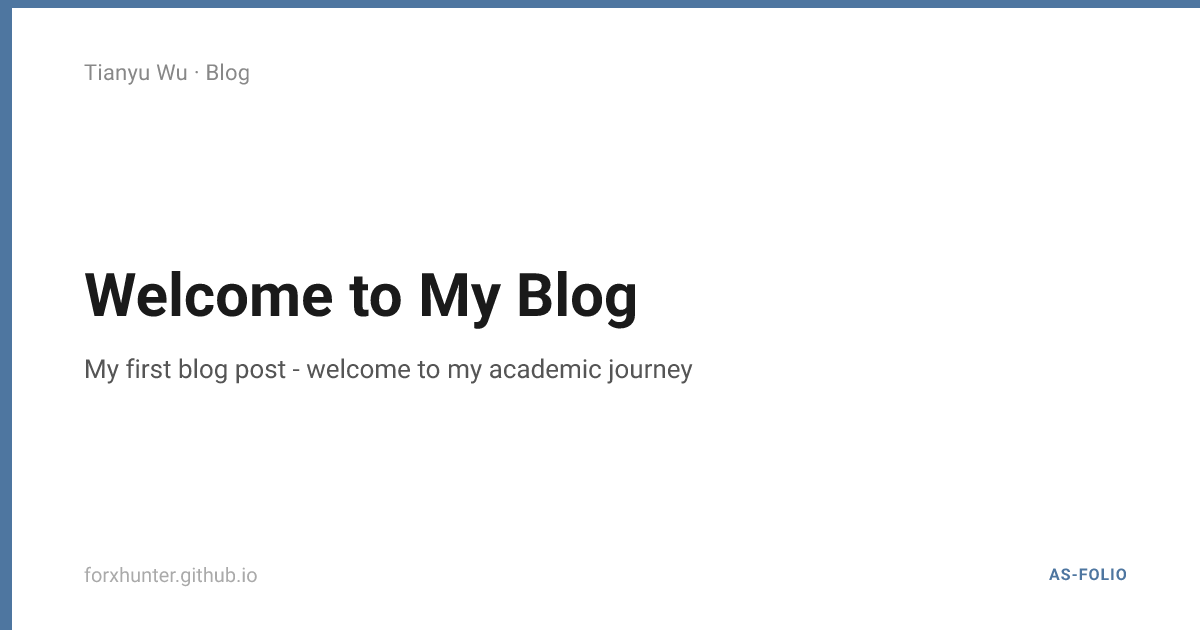 Tianyu Wu · Blog
Welcome to My Blog
My first blog post - welcome to my academic journey
forxhunter.github.io
AS-FOLIO